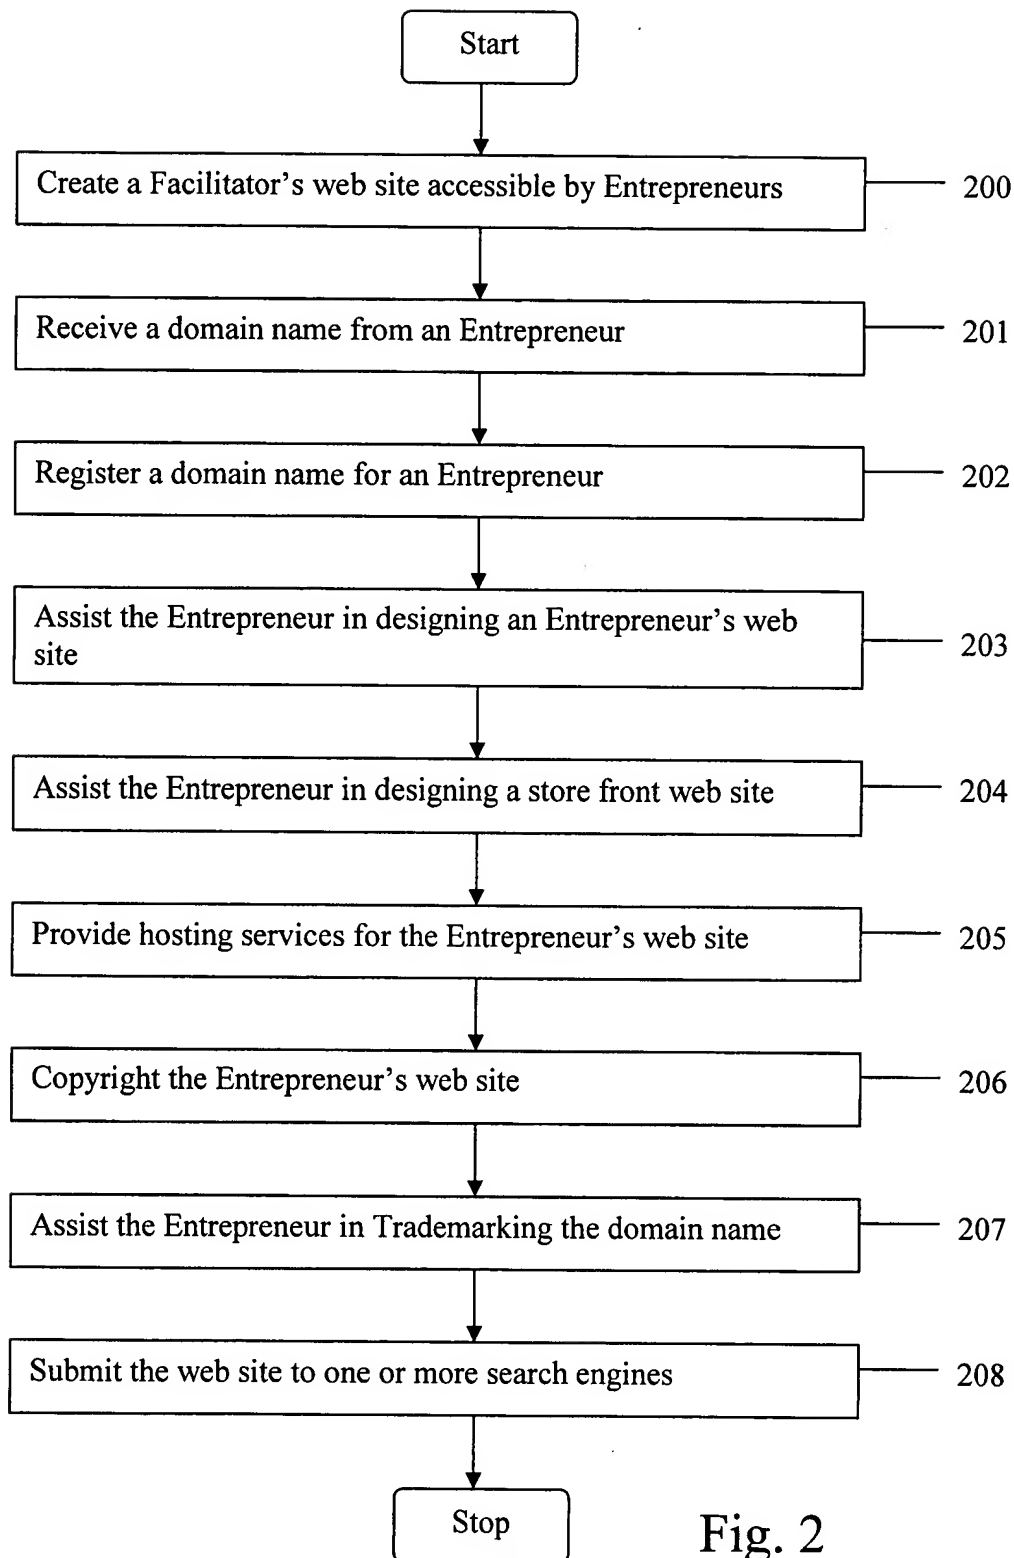 Start
Create a Facilitator's web site accessible by Entrepreneurs
200
Receive a domain name from an Entrepreneur
201
Register a domain name for an Entrepreneur
202
Assist the Entrepreneur in designing an Entrepreneur's web
site
203
Assist the Entrepreneur in designing a store front web site
204
Provide hosting services for the Entrepreneur's web site
205
Copyright the Entrepreneur's web site
206
Assist the Entrepreneur in Trademarking the domain name
207
Submit the web site to one or more search engines
208
Stop
Fig. 2